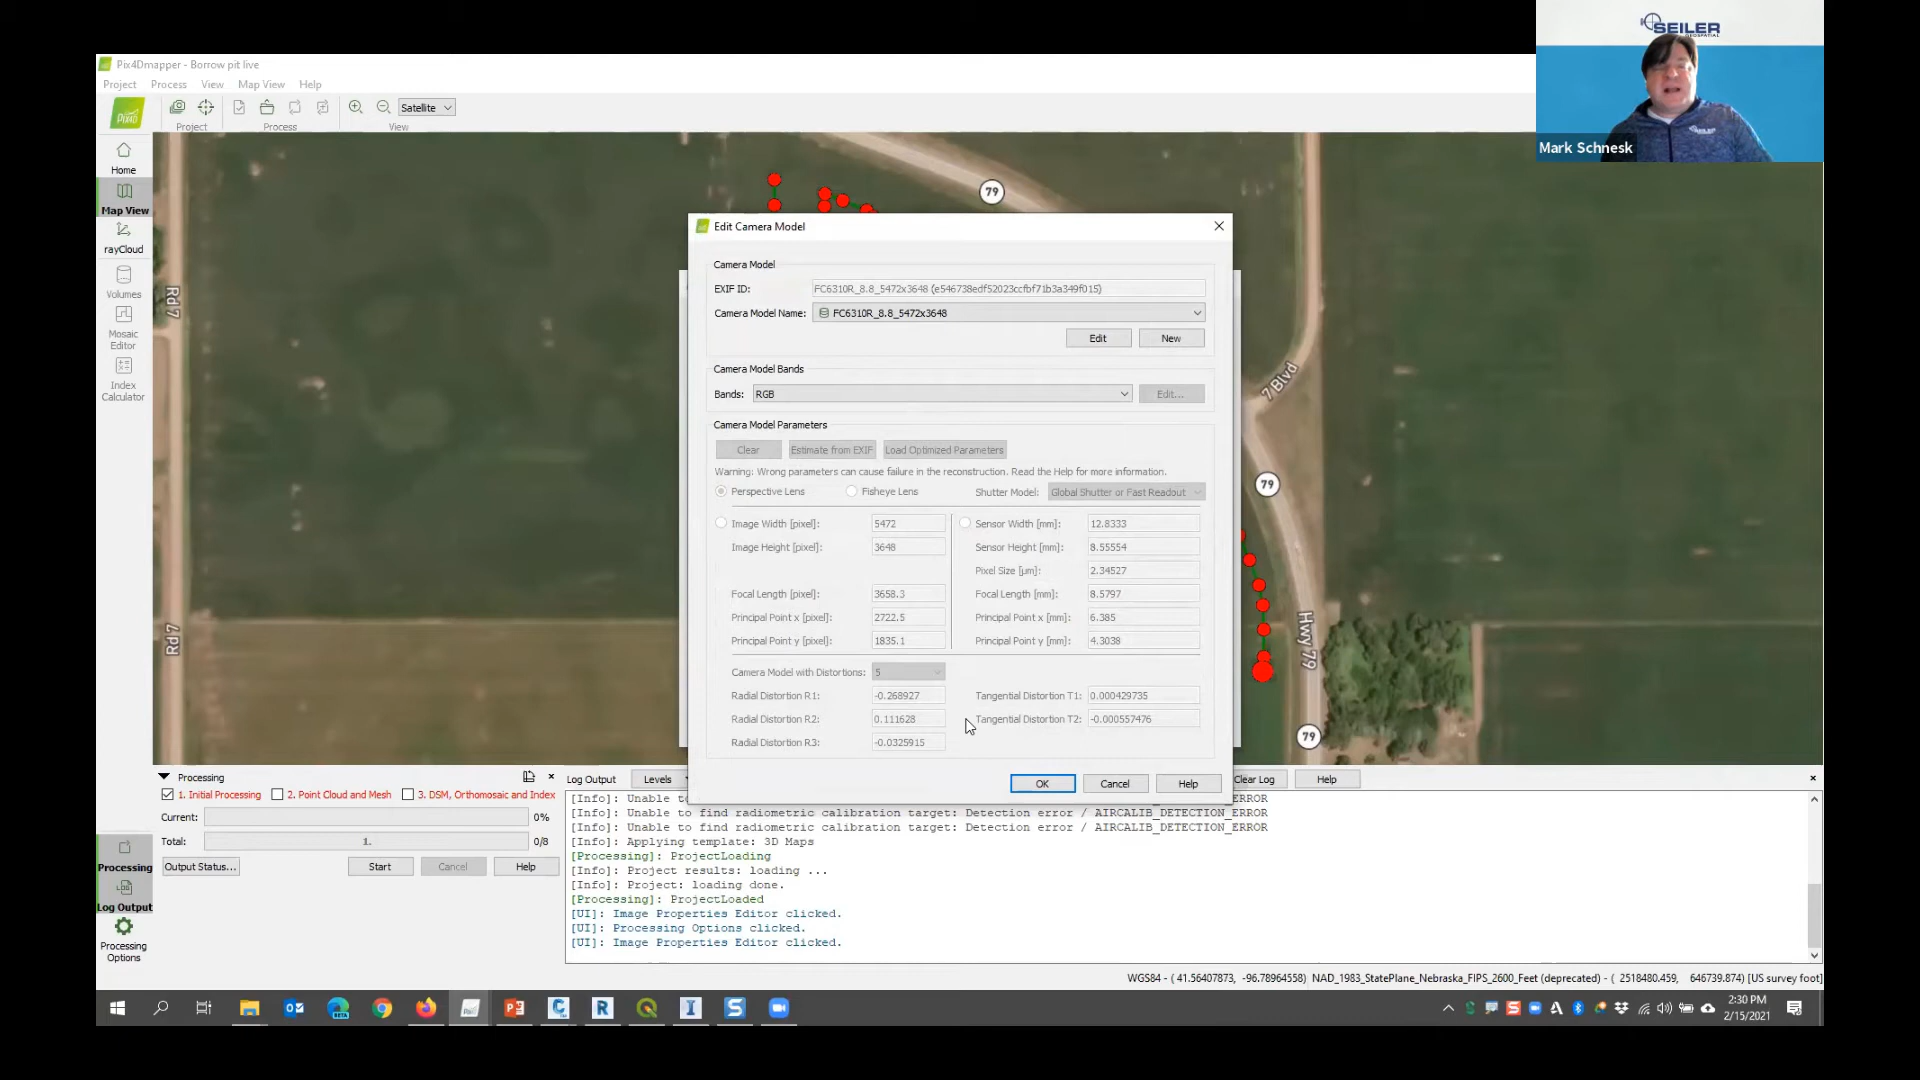 SEILER
GEOSPATIAL
Mark Schnesk
Pix4Dmapper - Borrow pit live
Project Process View Map View Help
Satellite
Project Process View
Home
Map View
rayCloud
Volumes
Mosaic
Editor
Index
Calculator
79
Rd 7
Rd 7
7 Blvd
79
Hwy 79
79
Edit Camera Model
Camera Model
EXIF ID: FC6310R_8.8_5472x3648 (e546738edf52023ccfbf71b3a349f015)
Camera Model Name: FC6310R_8.8_5472x3648
Edit New
Camera Model Bands
Bands: RGB Edit...
Camera Model Parameters
Clear Estimate from EXIF Load Optimized Parameters
Warning: Wrong parameters can cause failure in the reconstruction. Read the Help for more information.
Perspective Lens Fisheye Lens Shutter Model: Global Shutter or Fast Readout
Image Width [pixel]: 5472 Sensor Width [mm]: 12.8333
Image Height [pixel]: 3648 Sensor Height [mm]: 8.55554
Pixel Size [µm]: 2.34527
Focal Length [pixel]: 3658.3 Focal Length [mm]: 8.5797
Principal Point x [pixel]: 2722.5 Principal Point x [mm]: 6.385
Principal Point y [pixel]: 1835.1 Principal Point y [mm]: 4.3038
Camera Model with Distortions: 5
Radial Distortion R1: -0.268927 Tangential Distortion T1: 0.000429735
Radial Distortion R2: 0.111628 Tangential Distortion T2: -0.000557476
Radial Distortion R3: -0.0325915
OK Cancel Help
Processing
1. Initial Processing 2. Point Cloud and Mesh 3. DSM, Orthomosaic and Index
Current: 0%
Total: 1. 0/8
Output Status... Start Cancel Help
Processing
Log Output
Processing
Options
Log Output Levels Clear Log Help
[Info]: Unable to ERROR
[Info]: Unable to find radiometric calibration target: Detection error / AIRCALIB_DETECTION_ERROR
[Info]: Unable to find radiometric calibration target: Detection error / AIRCALIB_DETECTION_ERROR
[Info]: Applying template: 3D Maps
[Processing]: ProjectLoading
[Info]: Project results: loading ...
[Info]: Project: loading done.
[Processing]: ProjectLoaded
[UI]: Image Properties Editor clicked.
[UI]: Processing Options clicked.
[UI]: Image Properties Editor clicked.
WGS84 - ( 41.56407873, -96.78964558) NAD_1983_StatePlane_Nebraska_FIPS_2600_Feet (deprecated) - ( 2518480.459, 646739.874) [US survey foot]
2:30 PM
2/15/2021